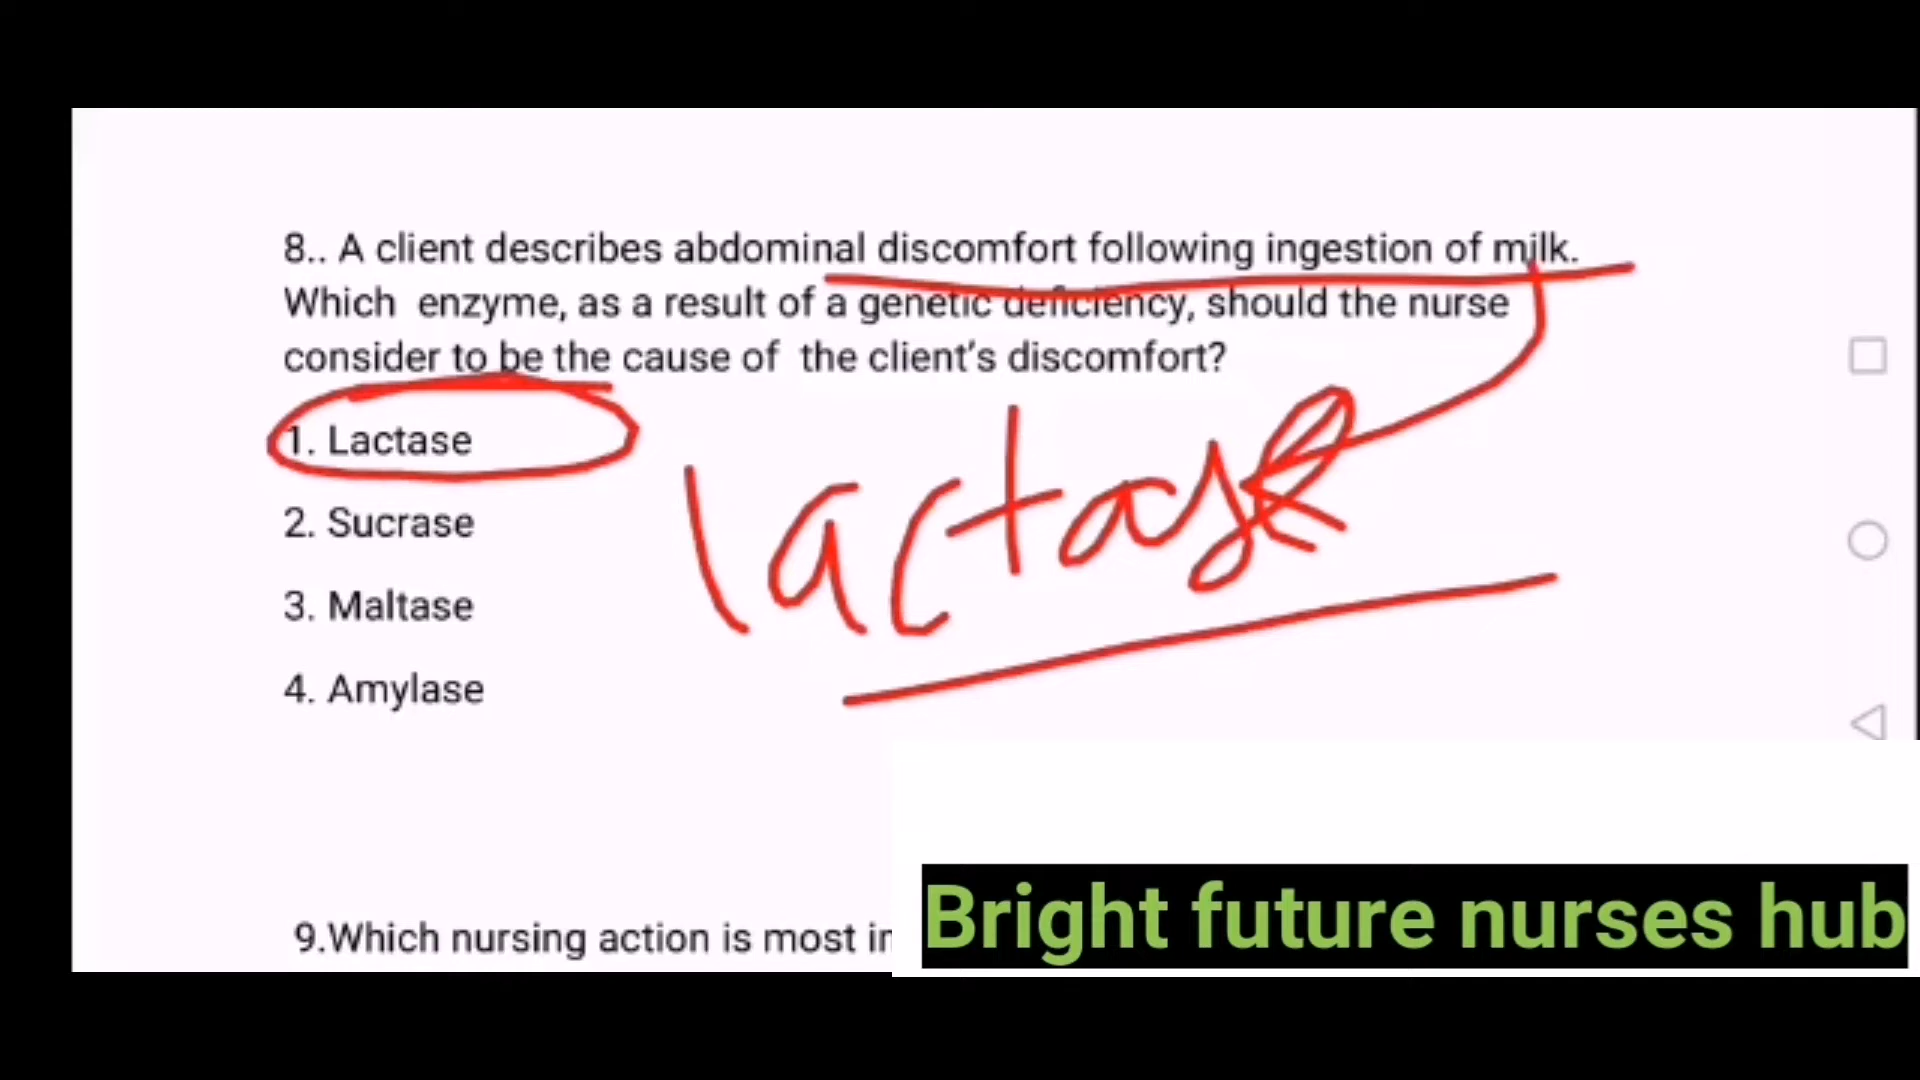 8.. A client describes abdominal discomfort following ingestion of milk.
Which enzyme, as a result of a genetic deficiency, should the nurse
consider to be the cause of the client's discomfort?
1. Lactase
lactase
2. Sucrase
3. Maltase
4. Amylase
9.Which nursing action is most
Bright future nurses hub